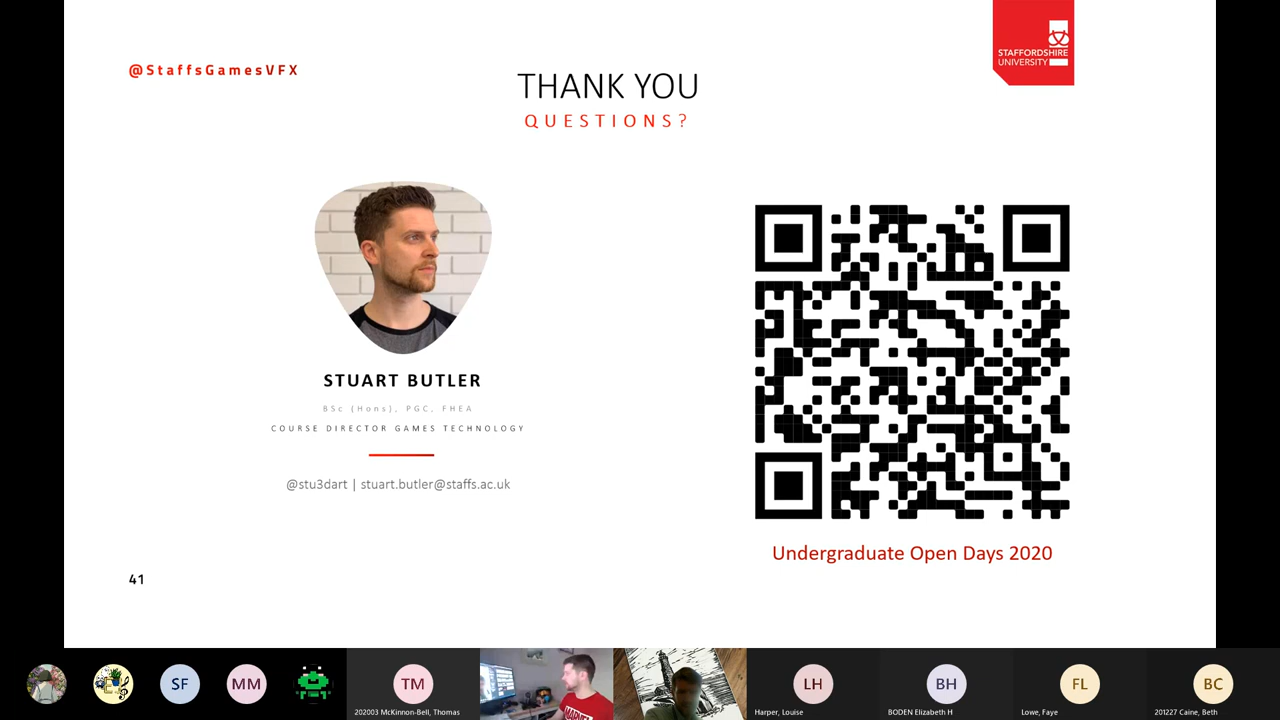 @StaffsGamesVFX
STAFFORDSHIRE
UNIVERSITY
THANK YOU
QUESTIONS?
STUART BUTLER
BSc (Hons), PGC, FHEA
COURSE DIRECTOR GAMES TECHNOLOGY
@stu3dart | stuart.butler@staffs.ac.uk
Undergraduate Open Days 2020
41
SF
MM
TM
LH
BH
FL
BC
202003 McKinnon-Bell, Thomas
MARVEL
Harper, Louise
BODEN Elizabeth H
Lowe, Faye
201227 Caine, Beth